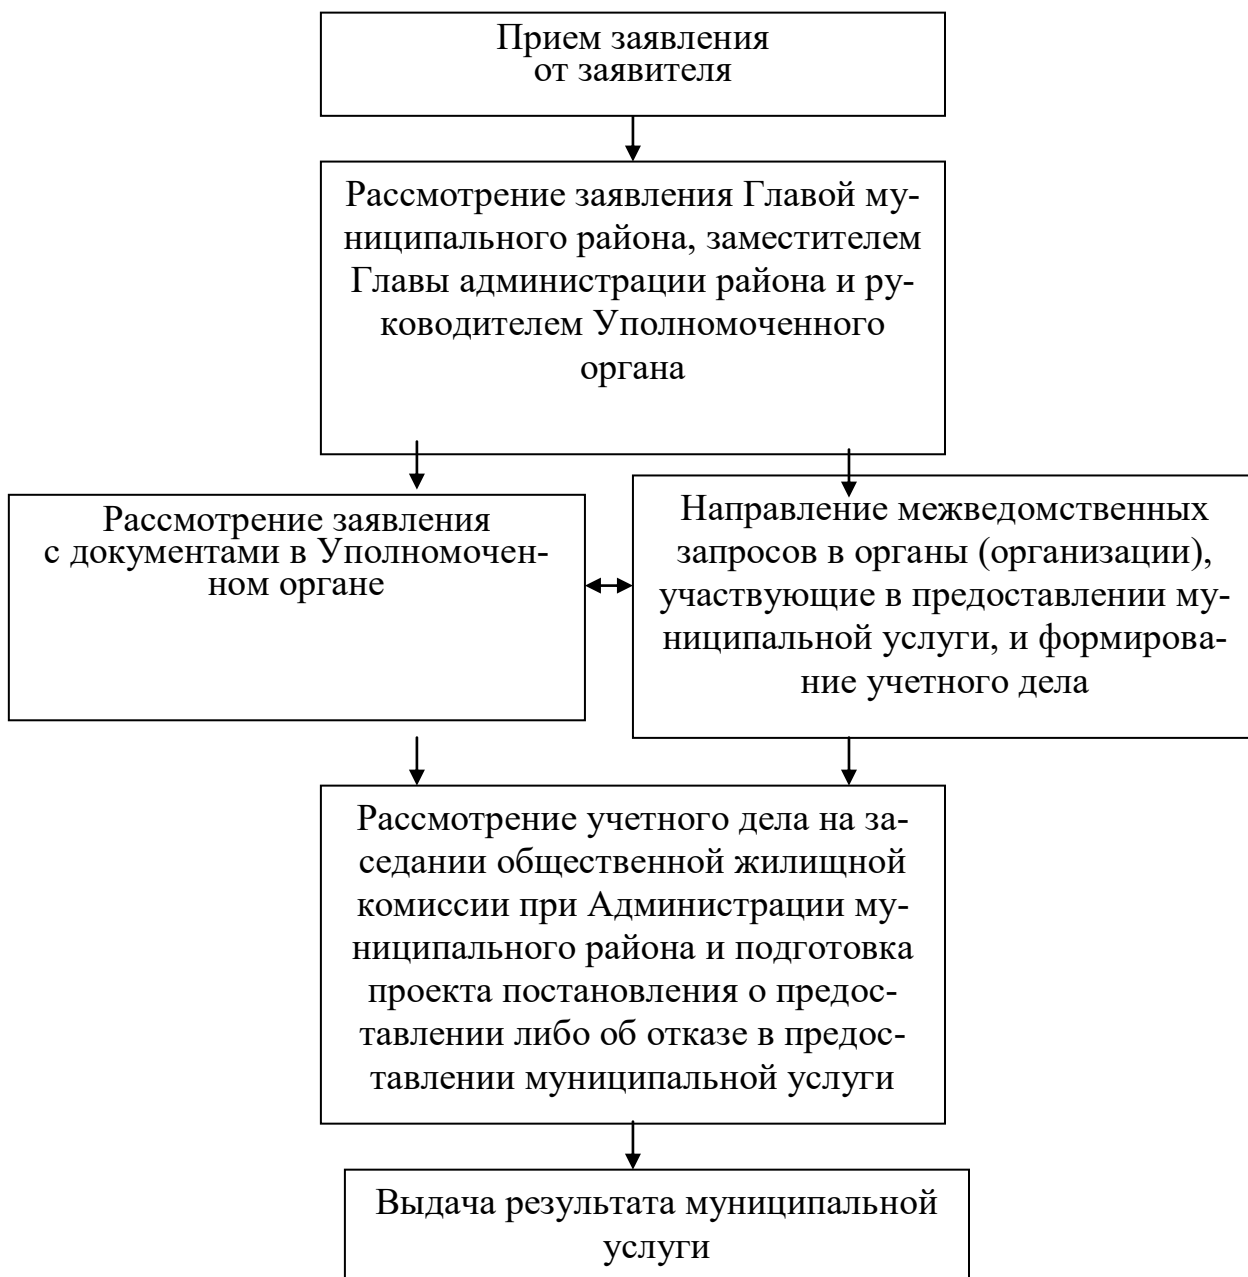 Прием заявления
от заявителя
Рассмотрение заявления Главой му-
ниципального района, заместителем
Главы администрации района и ру-
ководителем Уполномоченного
органа
Рассмотрение заявления
с документами в Уполномочен-
ном органе
Направление межведомственных
запросов в органы (организации),
участвующие в предоставлении му-
ниципальной услуги, и формирова-
ние учетного дела
Рассмотрение учетного дела на за-
седании общественной жилищной
комиссии при Администрации му-
ниципального района и подготовка
проекта постановления о предос-
тавлении либо об отказе в предос-
тавлении муниципальной услуги
Выдача результата муниципальной
услуги